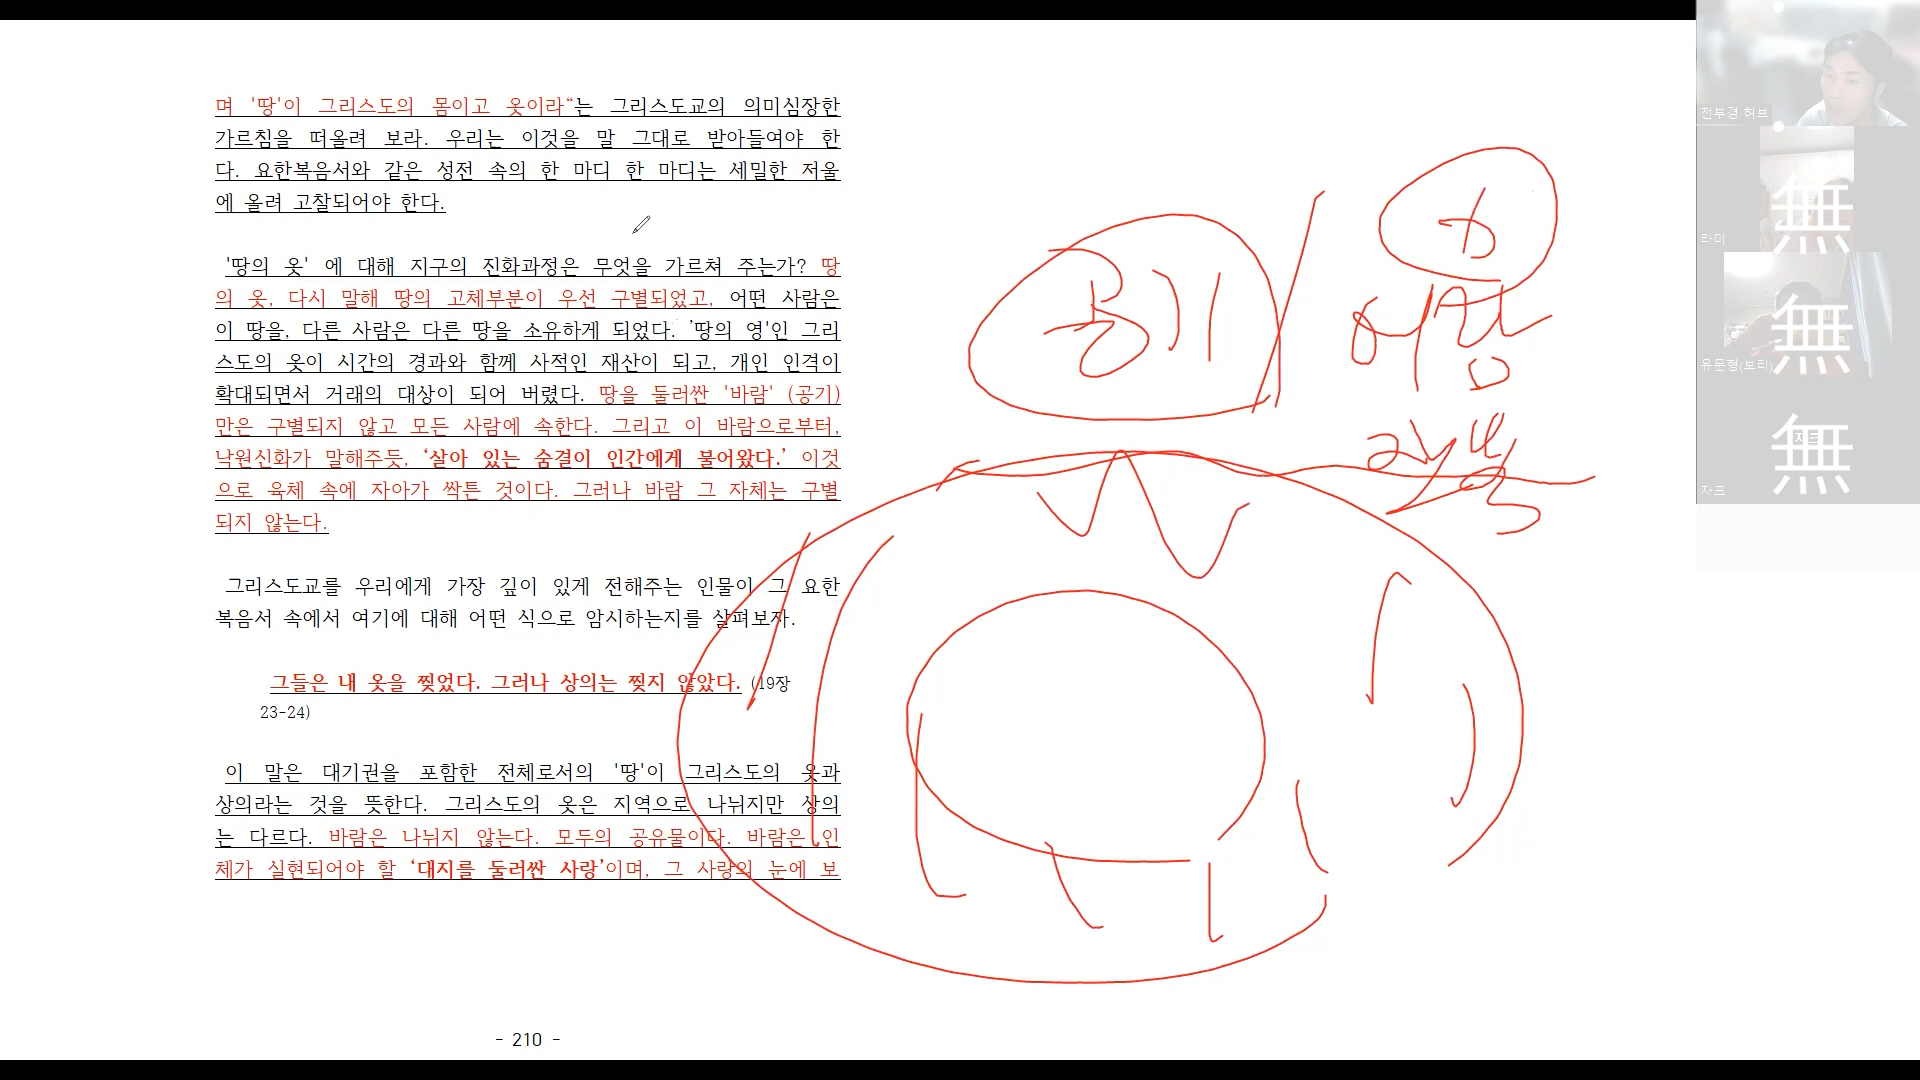 며 '땅'이 그리스도의 몸이고 옷이라“는 그리스도교의 의미심장한
가르침을 떠올려 보라. 우리는 이것을 말 그대로 받아들여야 한
다. 요한복음서와 같은 성전 속의 한 마디 한 마디는 세밀한 저울
에 올려 고찰되어야 한다.
'땅의 옷' 에 대해 지구의 진화과정은 무엇을 가르쳐 주는가? 땅
의 옷, 다시 말해 땅의 고체부분이 우선 구별되었고, 어떤 사람은
이 땅을, 다른 사람은 다른 땅을 소유하게 되었다. '땅의 영'인 그리
스도의 옷이 시간의 경과와 함께 사적인 재산이 되고, 개인 인격이
확대되면서 거래의 대상이 되어 버렸다. 땅을 둘러싼 '바람' (공기)
만은 구별되지 않고 모든 사람에 속한다. 그리고 이 바람으로부터,
낙원신화가 말해주듯, ‘살아 있는 숨결이 인간에게 불어왔다.’ 이것
으로 육체 속에 자아가 싹튼 것이다. 그러나 바람 그 자체는 구별
되지 않는다.
그리스도교를 우리에게 가장 깊이 있게 전해주는 인물이 그 요한
복음서 속에서 여기에 대해 어떤 식으로 암시하는지를 살펴보자.
그들은 내 옷을 찢었다. 그러나 상의는 찢지 않았다. (19장
23-24)
이 말은 대기권을 포함한 전체로서의 '땅'이 그리스도의 옷과
상의라는 것을 뜻한다. 그리스도의 옷은 지역으로 나뉘지만 상의
는 다르다. 바람은 나뉘지 않는다. 모두의 공유물이다. 바람은 인
체가 실현되어야 할 ‘대지를 둘러싼 사랑’이며, 그 사랑의 눈에 보
- 210 -
공기
전두경 허브
無
라미
無
유문형(보리)
無
자크